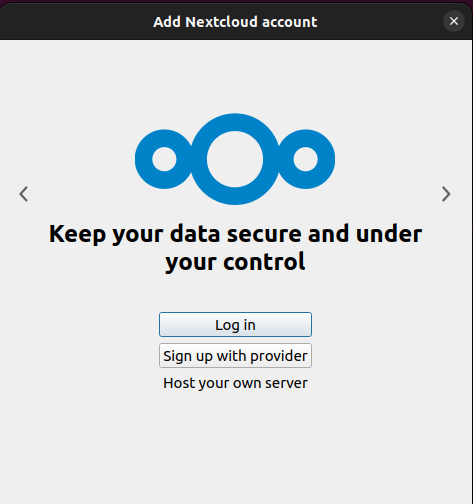 Add Nextcloud account
Keep your data secure and under
your control
Log in
Sign up with provider
Host your own server